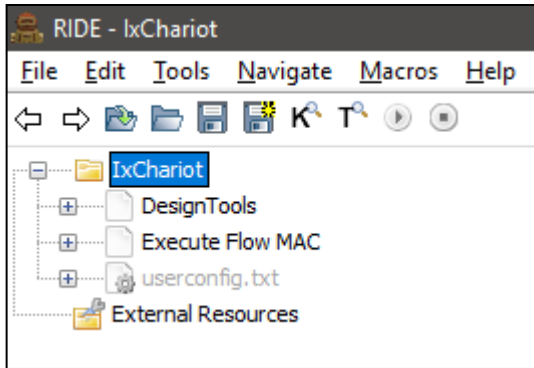 RIDE - IxChariot
File Edit Tools Navigate Macros Help
K T
IxChariot
DesignTools
Execute Flow MAC
userconfig.txt
External Resources